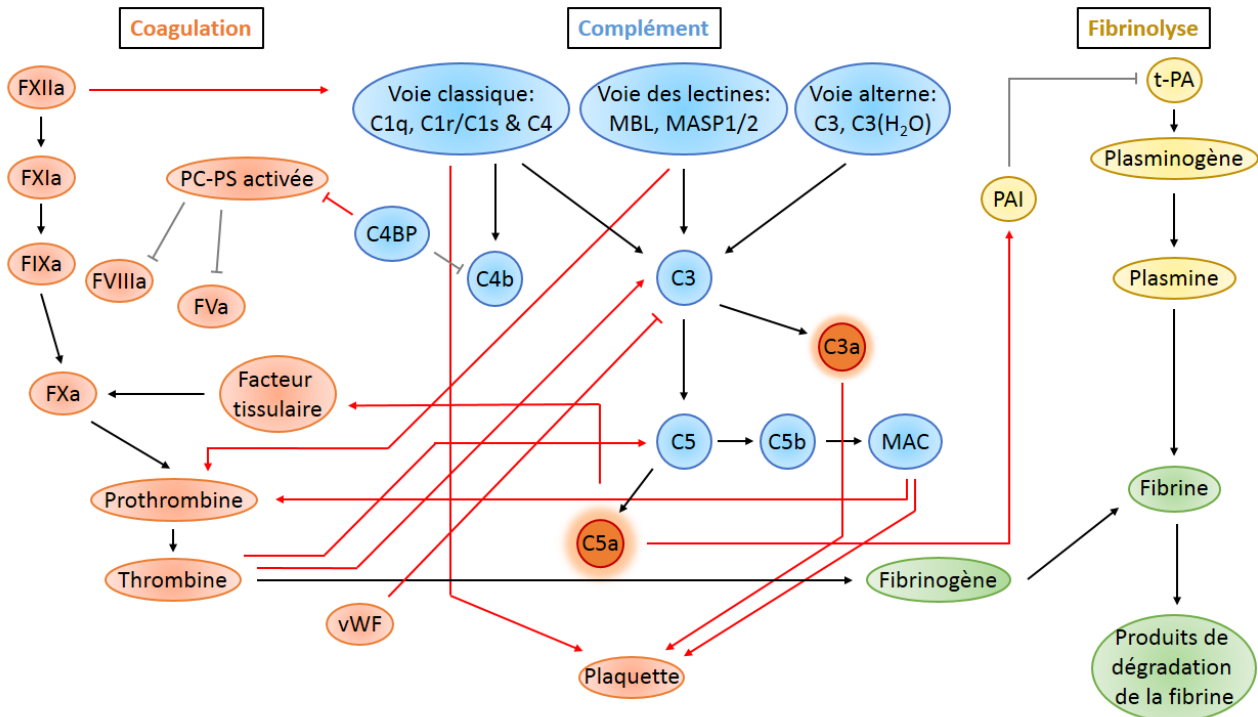 Coagulation
Complément
Fibrinolyse
FXIIa
Voie classique:
C1q, C1r/C1s & C4
Voie des lectines:
MBL, MASP1/2
Voie alterne:
C3, C3(H₂O)
t-PA
Plasminogène
FXIa
PC-PS activée
PAI
C4BP
FIXa
FVIIIa
FVa
C4b
C3
Plasmine
C3a
FXa
Facteur
tissulaire
C5
C5b
MAC
Prothrombine
Fibrine
C5a
Thrombine
Fibrinogène
vWF
Plaquette
Produits de
dégradation
de la fibrine